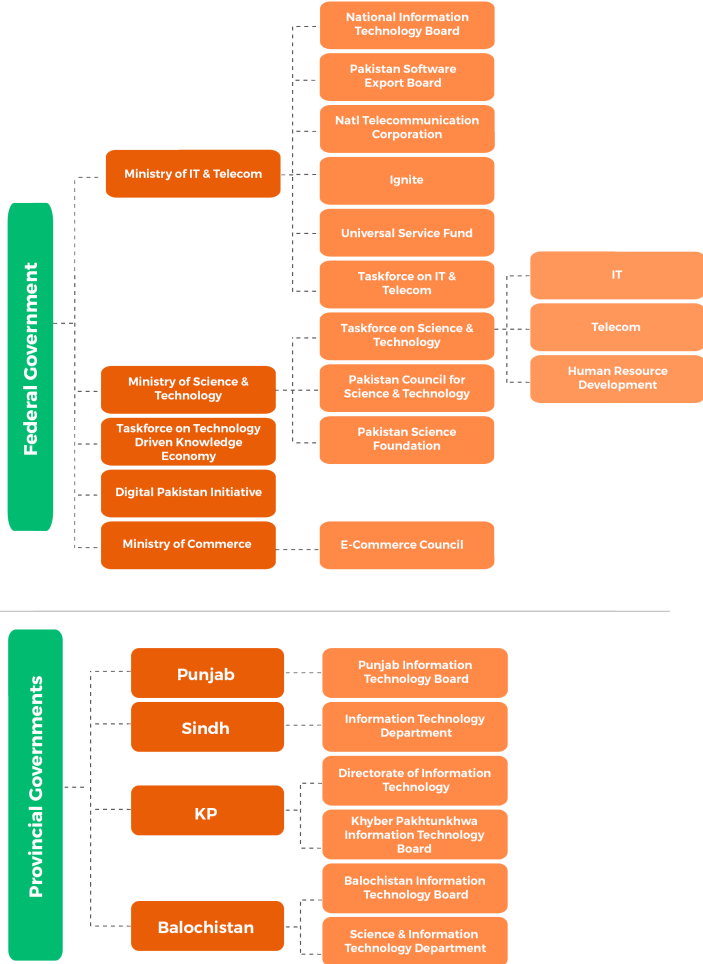 Federal Government
Ministry of IT & Telecom
National Information
Technology Board
Pakistan Software
Export Board
Natl Telecommunication
Corporation
Ignite
Universal Service Fund
Taskforce on IT &
Telecom
Ministry of Science &
Technology
Taskforce on Science &
Technology
IT
Telecom
Human Resource
Development
Pakistan Council for
Science & Technology
Pakistan Science
Foundation
Taskforce on Technology
Driven Knowledge
Economy
Digital Pakistan Initiative
Ministry of Commerce
E-Commerce Council
Provincial Governments
Punjab
Punjab Information
Technology Board
Sindh
Information Technology
Department
KP
Directorate of Information
Technology
Khyber Pakhtunkhwa
Information Technology
Board
Balochistan
Balochistan Information
Technology Board
Science & Information
Technology Department